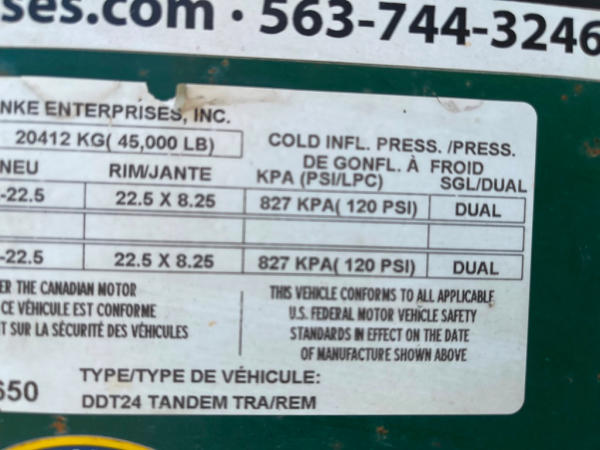 ses.com · 563-744-3246
NKE ENTERPRISES, INC.
20412 KG( 45,000 LB)
COLD INFL. PRESS. /PRESS.
DE GONFL. À FROID
NEU RIM/JANTE KPA (PSI/LPC) SGL/DUAL
-22.5 22.5 X 8.25 827 KPA( 120 PSI) DUAL
-22.5 22.5 X 8.25 827 KPA( 120 PSI) DUAL
ER THE CANADIAN MOTOR
CE VÉHICULE EST CONFORME
T SUR LA SÉCURITÉ DES VÉHICULES
THIS VEHICLE CONFORMS TO ALL APPLICABLE
U.S. FEDERAL MOTOR VEHICLE SAFETY
STANDARDS IN EFFECT ON THE DATE
OF MANUFACTURE SHOWN ABOVE
650 TYPE/TYPE DE VÉHICULE:
DDT24 TANDEM TRA/REM